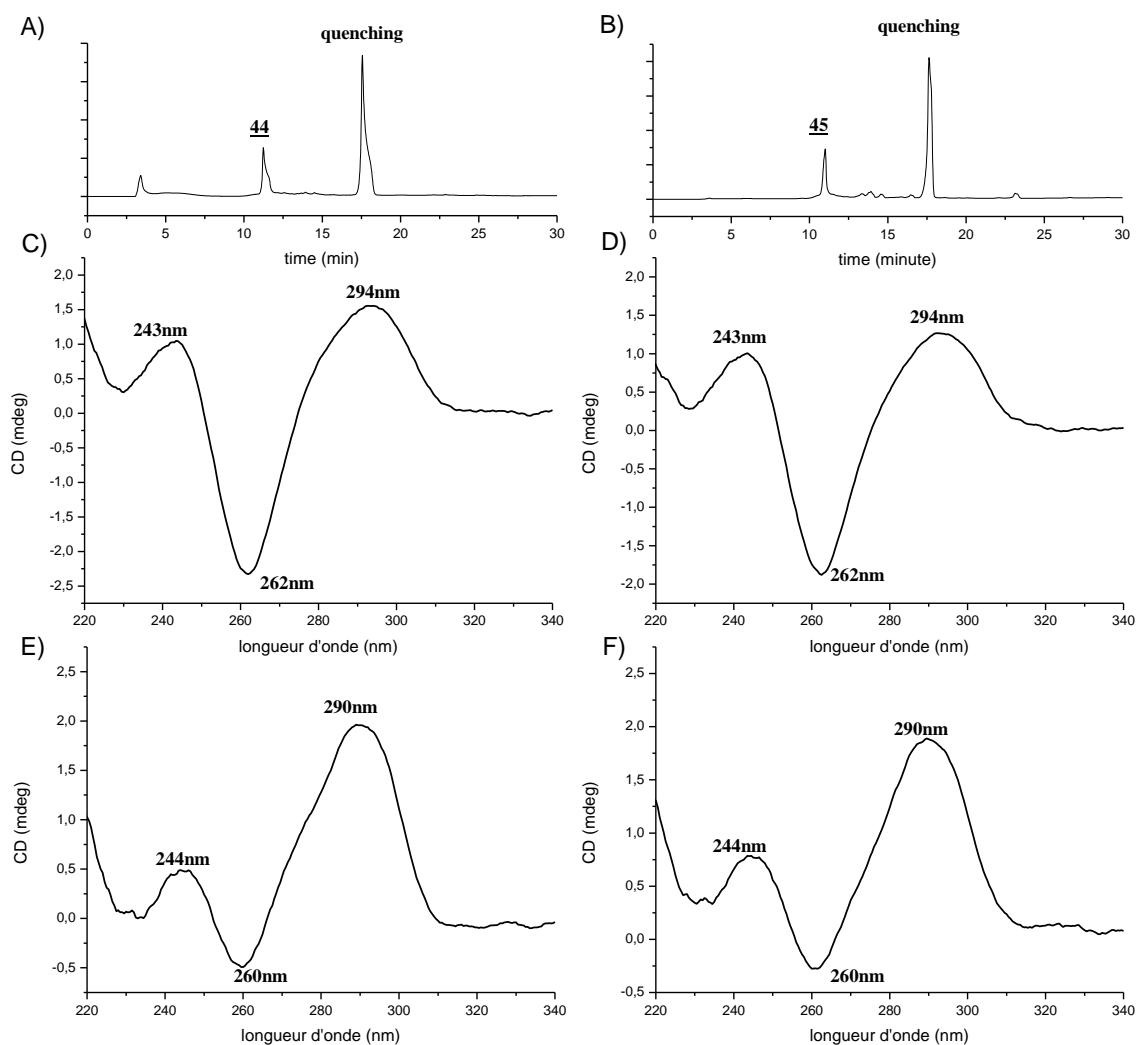 A)
quenching
44
0 5 10 15 20 25 30
time (min)
B)
quenching
45
0 5 10 15 20 25 30
time (minute)
C)
2,0
1,5
1,0
0,5
0,0
-0,5
-1,0
-1,5
-2,0
-2,5
CD (mdeg)
243nm
294nm
262nm
220 240 260 280 300 320 340
longueur d'onde (nm)
D)
2,0
1,5
1,0
0,5
0,0
-0,5
-1,0
-1,5
-2,0
CD (mdeg)
243nm
294nm
262nm
220 240 260 280 300 320 340
longueur d'onde (nm)
E)
2,5
2,0
1,5
1,0
0,5
0,0
-0,5
CD (mdeg)
290nm
244nm
260nm
220 240 260 280 300 320 340
longueur d'onde (nm)
F)
2,5
2,0
1,5
1,0
0,5
0,0
-0,5
CD (mdeg)
290nm
244nm
260nm
220 240 260 280 300 320 340
longueur d'onde (nm)